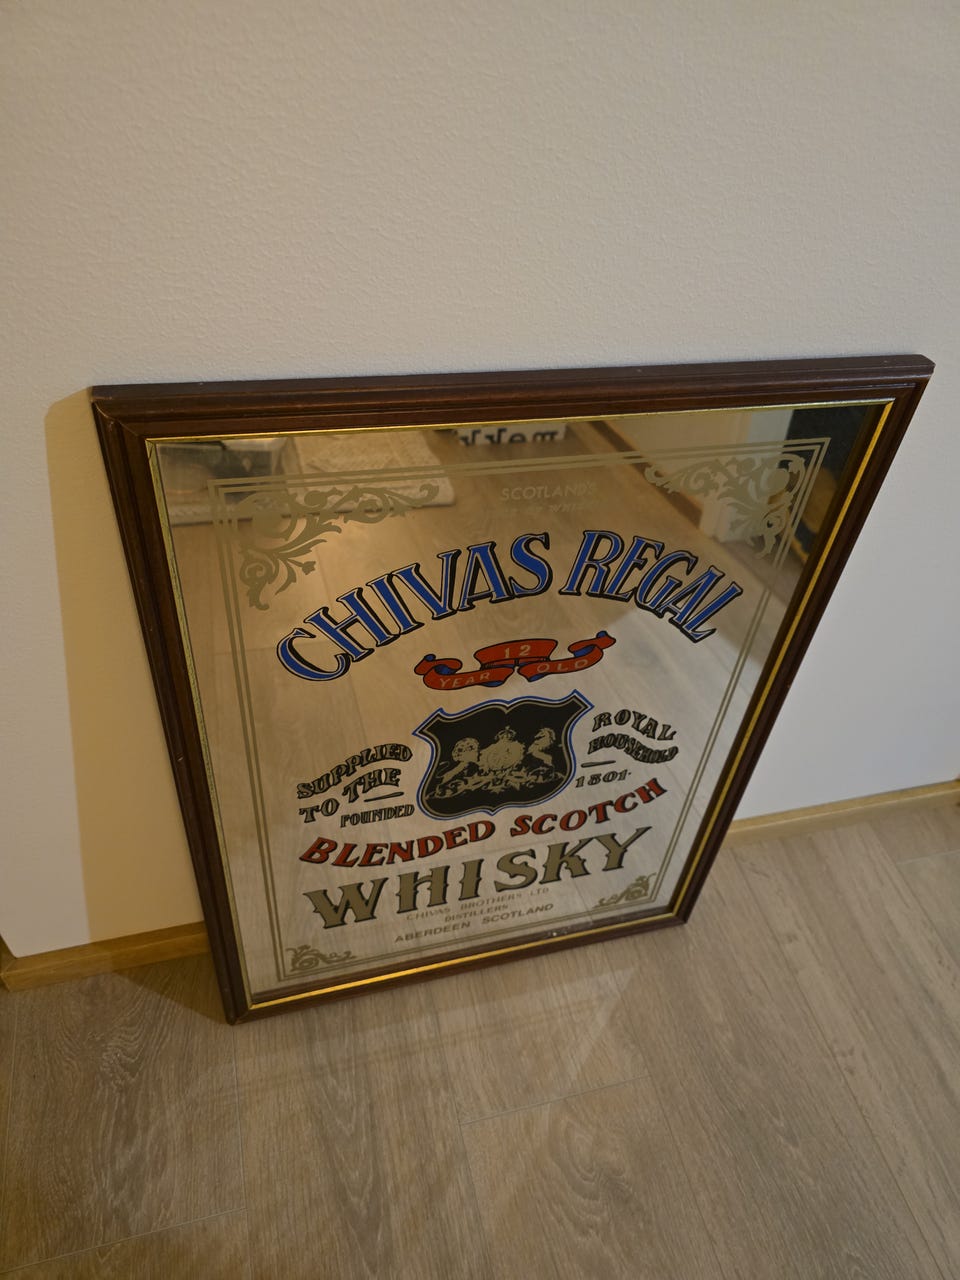 SCOTLAND'S
CHIVAS REGAL
12
YEAR OLD
SUPPLIED
TO THE
FOUNDED
ROYAL
HOUSEHOLD
1801.
BLENDED SCOTCH
WHISKY
CHIVAS BROTHERS LTD
DISTILLERS
ABERDEEN SCOTLAND